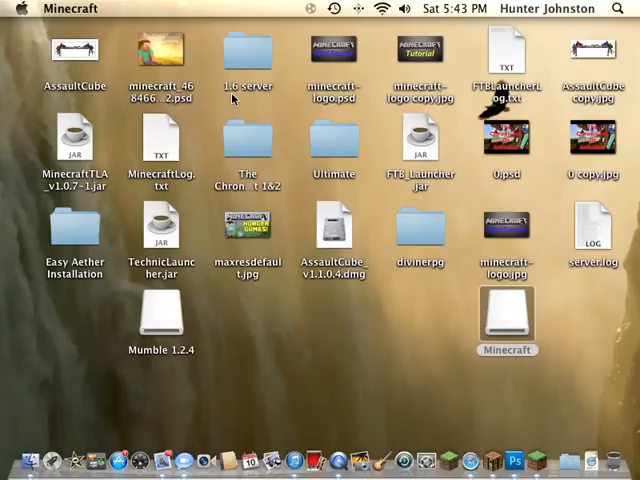 Minecraft
Sat 5:43 PM
Hunter Johnston
AssaultCube
minecraft_46
8466...2.psd
1.6 server
MINECRAFT
minecraft-
logo.psd
MINECRAFT
Tutorial
minecraft-
logo copy.jpg
TXT
FTBLauncherL
og.txt
AssaultCube
copy.jpg
JAR
MinecraftTLA
_v1.0.7-1.jar
TXT
MinecraftLog.
txt
The
Chron...t 1&2
Ultimate
JAR
FTB_Launcher
.jar
0.psd
0 copy.jpg
Easy Aether
Installation
JAR
TechnicLaunc
her.jar
MINECRAFT
HUNGER
GAMES!
maxresdefaul
t.jpg
AssaultCube_
v1.1.0.4.dmg
divinerpg
MINECRAFT
minecraft-
logo.jpg
LOG
server.log
Mumble 1.2.4
Minecraft
10
Ps